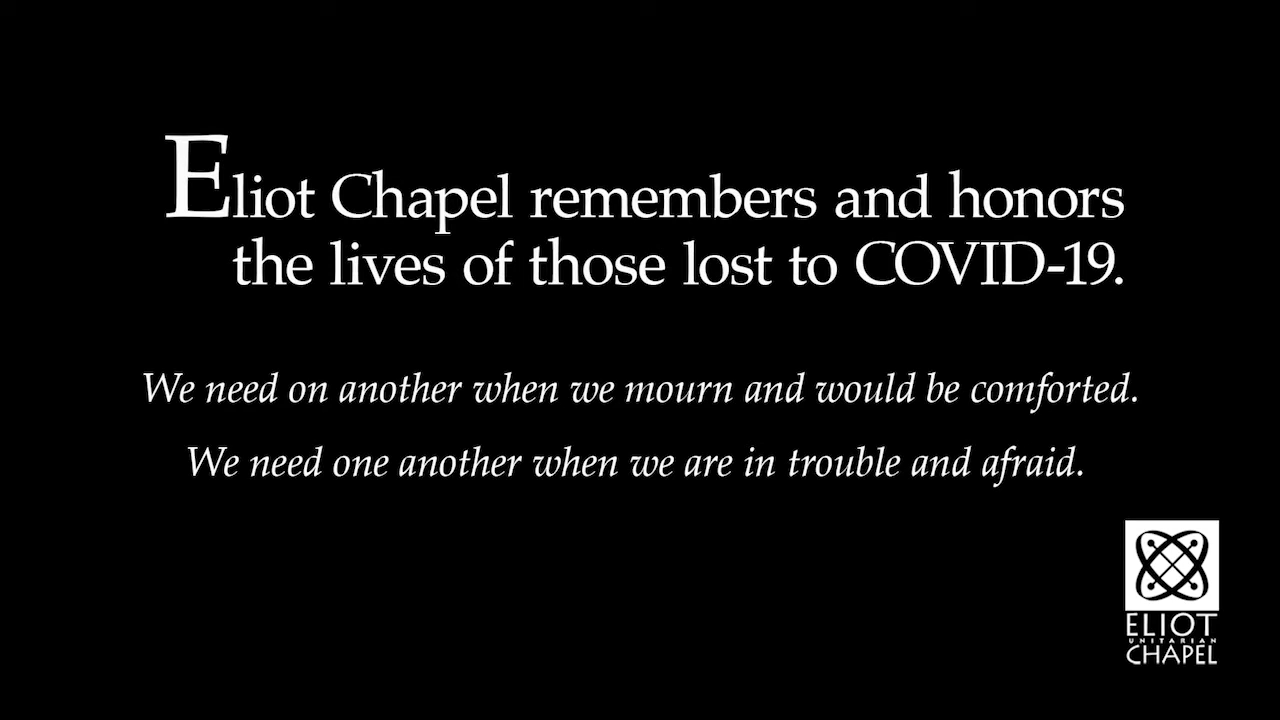 Eliot Chapel remembers and honors
the lives of those lost to COVID-19.
We need on another when we mourn and would be comforted.
We need one another when we are in trouble and afraid.
ELIOT
UNITARIAN
CHAPEL